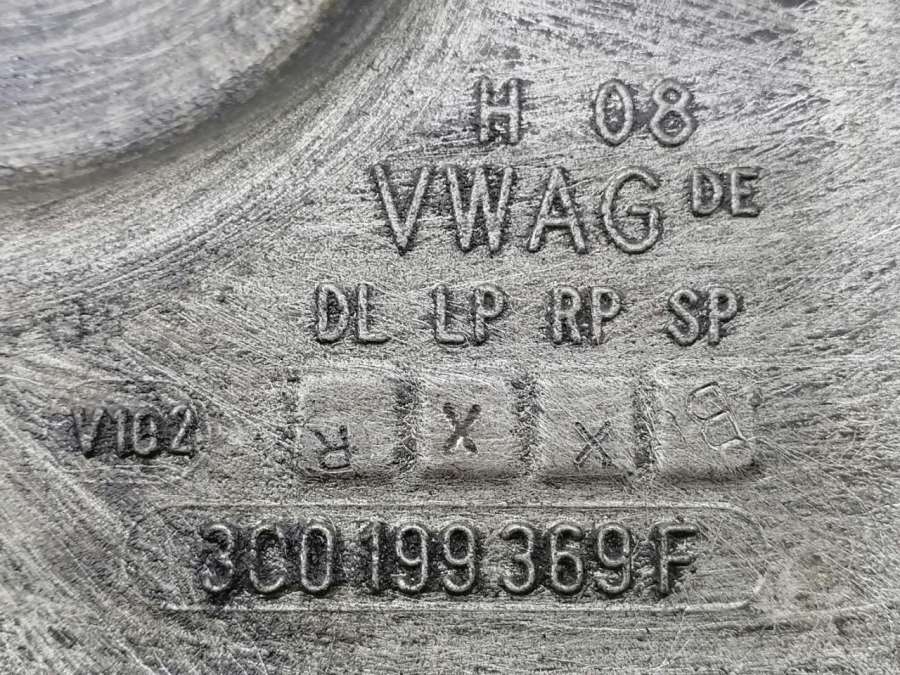 H 08
VWAG DE
DL LP RP SP
R X X
V102
3C0 199 369 F